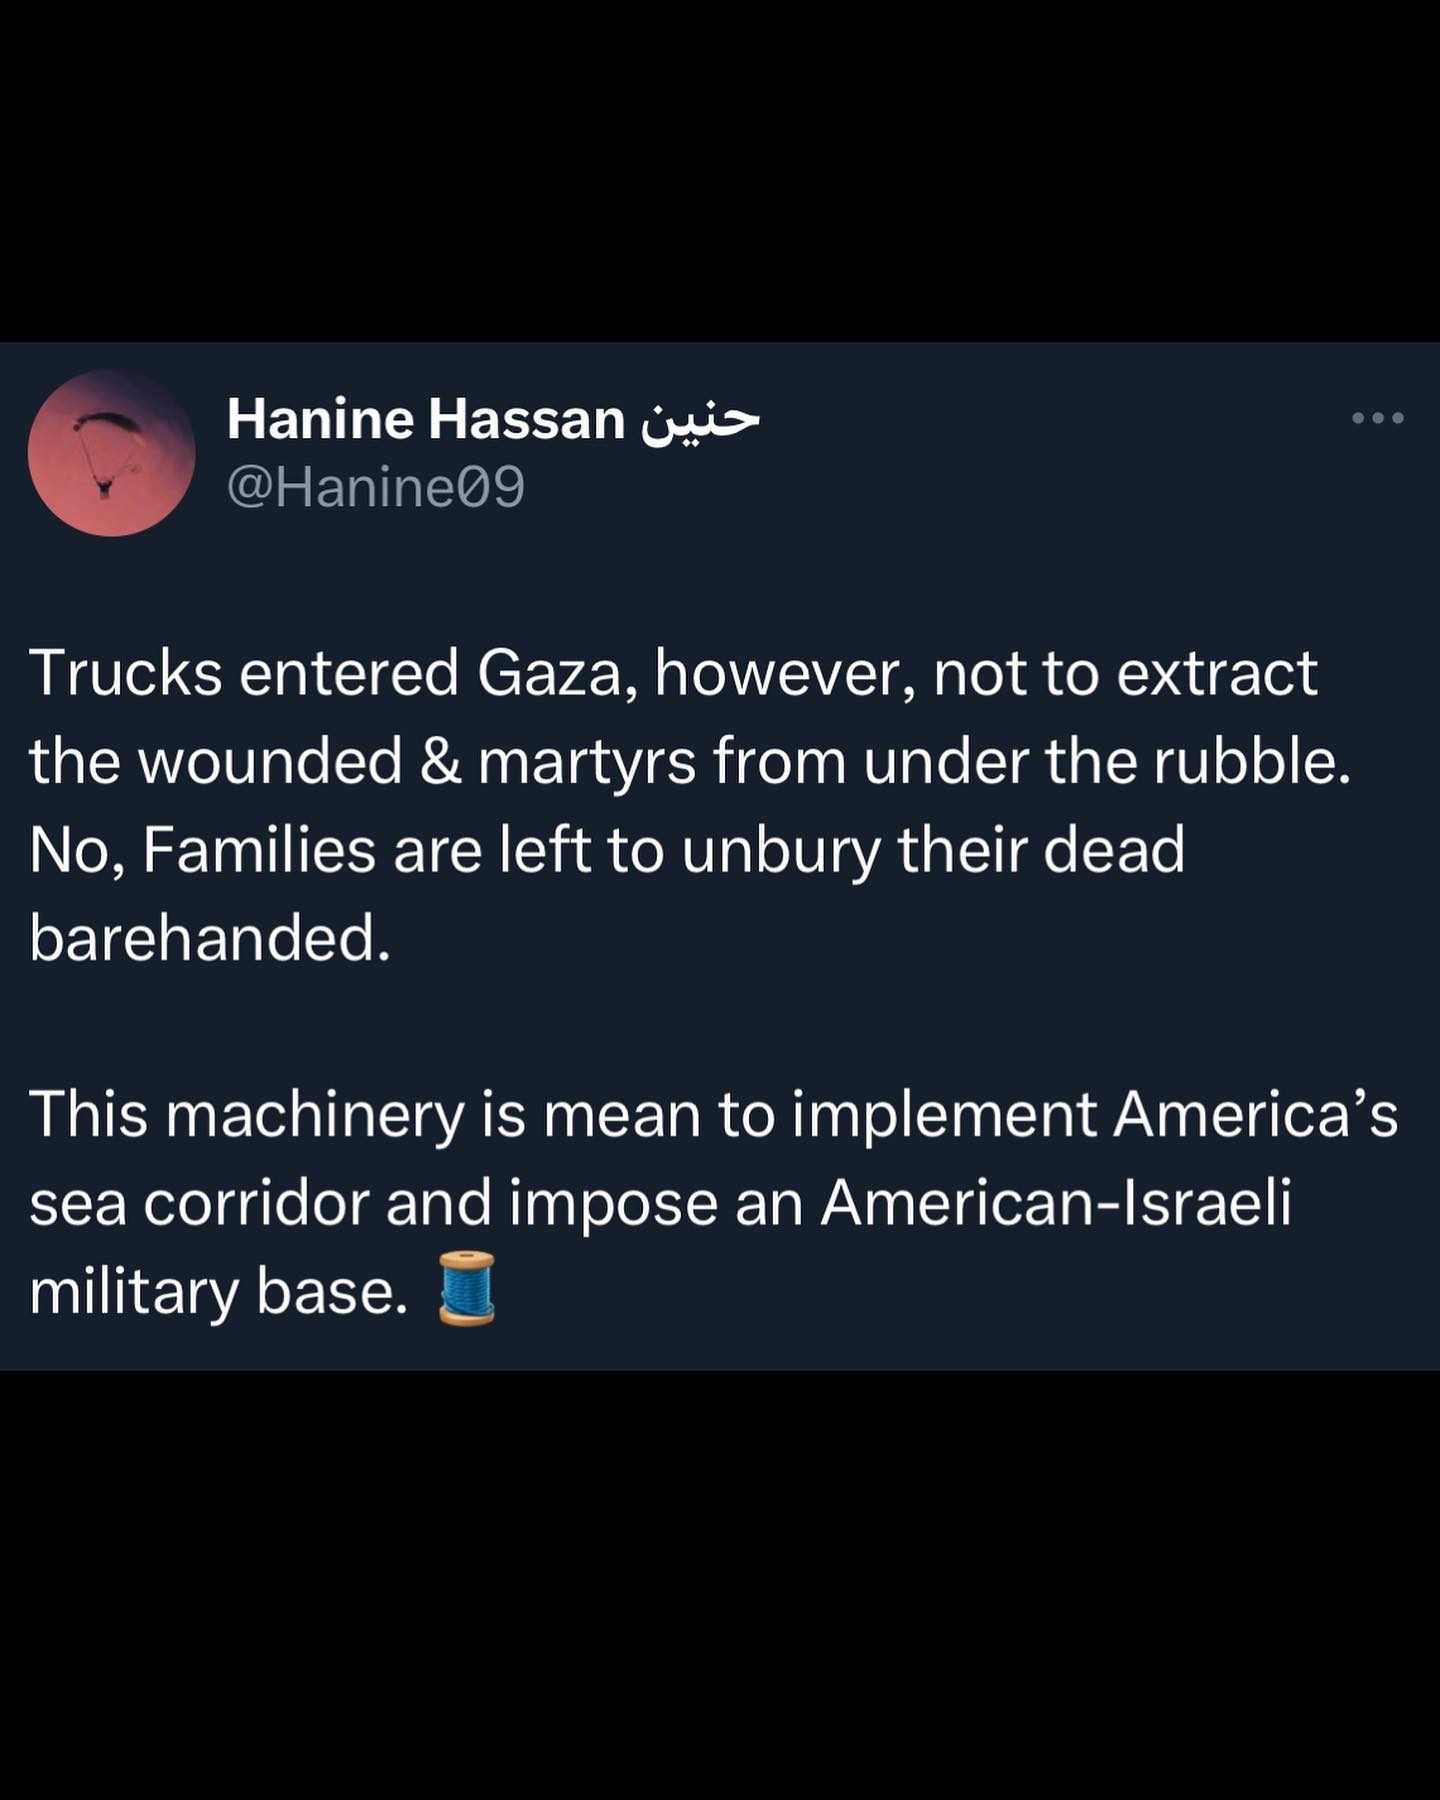 Hanine Hassan حنين
@Hanine09
Trucks entered Gaza, however, not to extract
the wounded & martyrs from under the rubble.
No, Families are left to unbury their dead
barehanded.
This machinery is mean to implement America’s
sea corridor and impose an American-Israeli
military base. 🧵